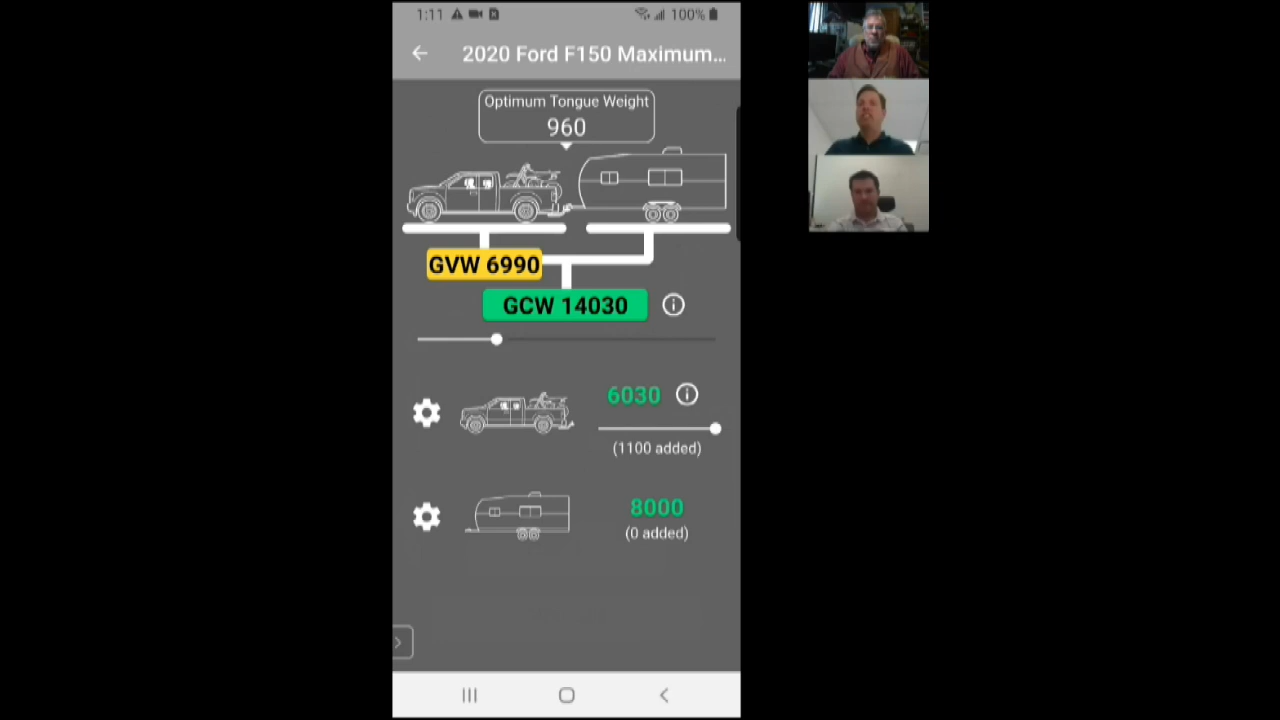 1:11
100%
2020 Ford F150 Maximum...
Optimum Tongue Weight
960
GVW 6990
GCW 14030
6030
(1100 added)
8000
(0 added)